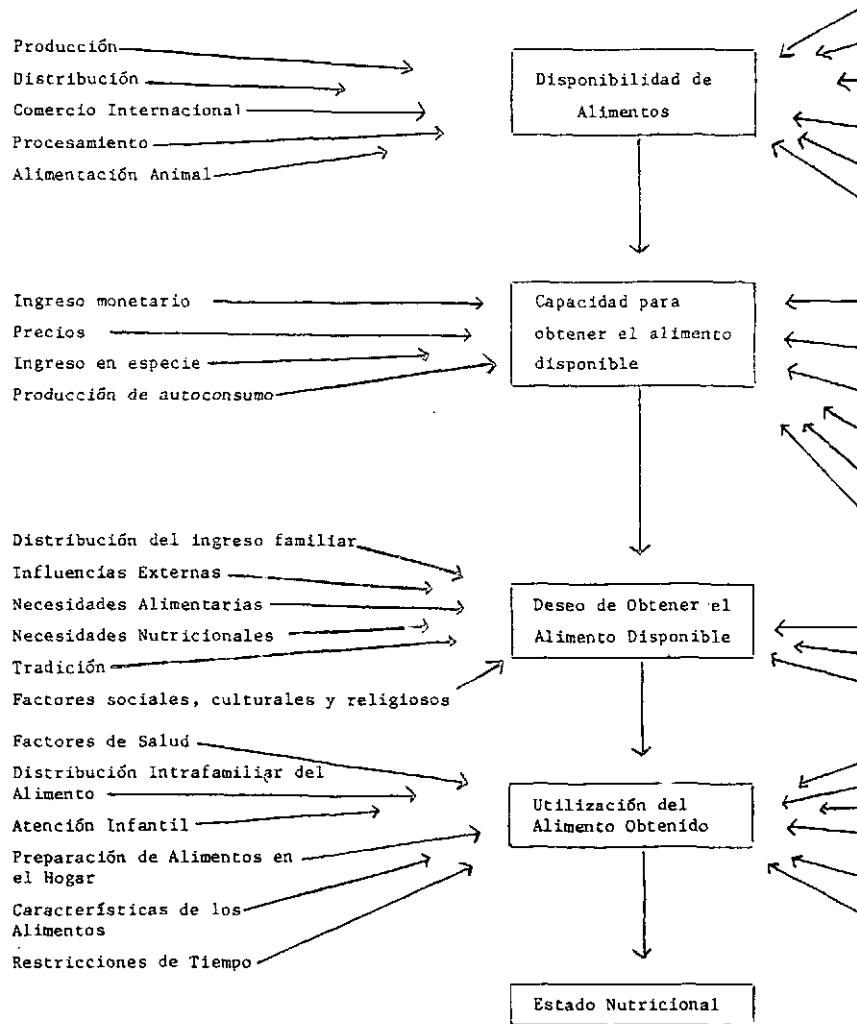 Producción
Distribución
Comercio Internacional
Procesamiento
Alimentación Animal
Disponibilidad de
Alimentos
Ingreso monetario
Precios
Ingreso en especie
Producción de autoconsumo
Capacidad para
obtener el alimento
disponible
Distribución del ingreso familiar
Influencias Externas
Necesidades Alimentarias
Necesidades Nutricionales
Tradición
Factores sociales, culturales y religiosos
Deseo de Obtener el
Alimento Disponible
Factores de Salud
Distribución Intrafamiliar del
Alimento
Atención Infantil
Preparación de Alimentos en
el Hogar
Características de los
Alimentos
Restricciones de Tiempo
Utilización del
Alimento Obtenido
Estado Nutricional